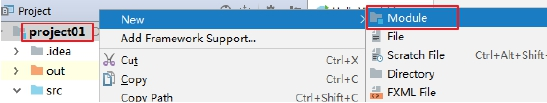 Project
project01
.idea
out
src
New
Add Framework Support...
Cut Ctrl+X
Copy Ctrl+C
Copy Path Ctrl+Shift+C
Module
File
Scratch File Ctrl+Alt+Shift+
Directory
FXML File